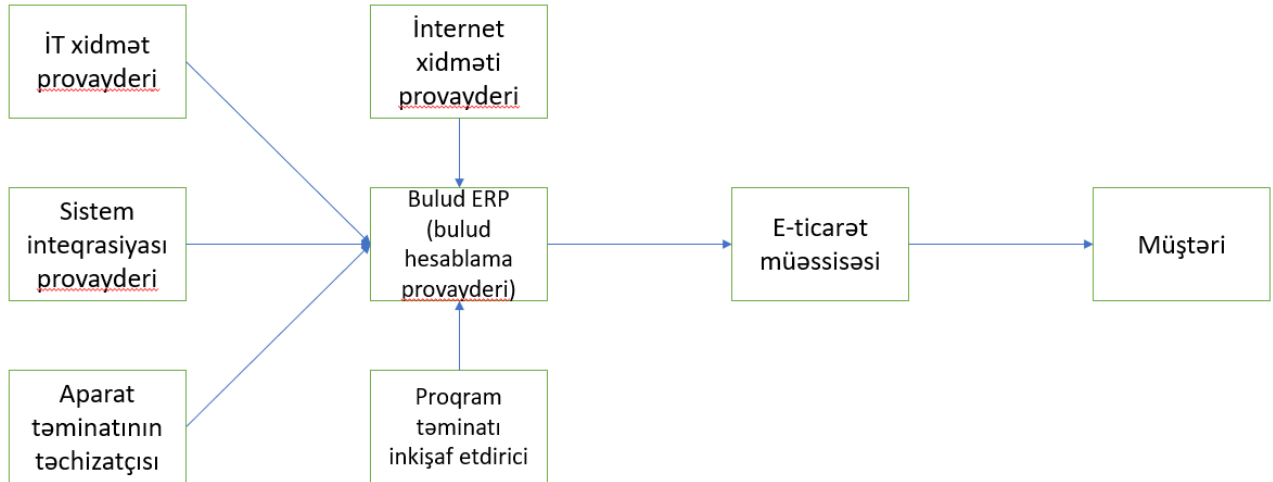 İT xidmət
provayderi
İnternet
xidməti
provayderi
Sistem
inteqrasiyası
provayderi
Bulud ERP
(bulud
hesablama
provayderi)
E-ticarət
müəssisəsi
Müştəri
Aparat
təminatının
təchizatçısı
Proqram
təminatı
inkişaf etdirici